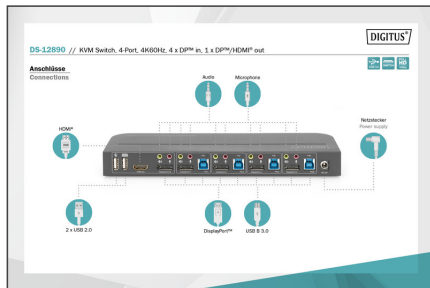 DIGITUS®
DS-12890 // KVM Switch, 4-Port, 4K60Hz, 4 x DP™ in, 1 x DP™/HDMI® out
Anschlüsse
Connections
Audio
Microphone
HDMI®
Netzstecker
Power supply
2 x USB 2.0
DisplayPort™
USB B 3.0